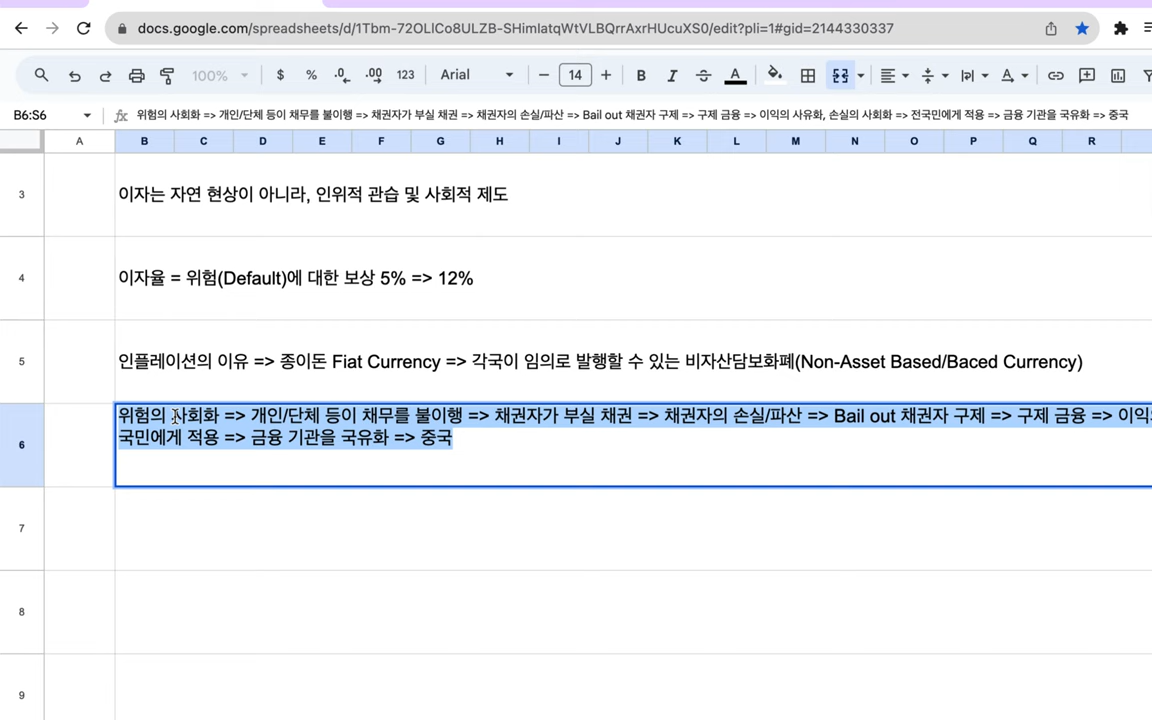 docs.google.com/spreadsheets/d/1Tbm-72OLlCo8ULZB-SHimlatqWtVLBQrrAxrHUcuXS0/edit?pli=1#gid=2144330337
100% $ % .0 .00 123 Arial 14 B I A A
B6:S6 fx 위험의 사회화 => 개인/단체 등이 채무를 불이행 => 채권자가 부실 채권 => 채권자의 손실/파산 => Bail out 채권자 구제 => 구제 금융 => 이익의 사유화, 손실의 사회화 => 전국민에게 적용 => 금융 기관을 국유화 => 중국
A B C D E F G H I J K L M N O P Q R
3 이자는 자연 현상이 아니라, 인위적 관습 및 사회적 제도
4 이자율 = 위험(Default)에 대한 보상 5% => 12%
5 인플레이션의 이유 => 종이돈 Fiat Currency => 각국이 임의로 발행할 수 있는 비자산담보화폐(Non-Asset Based/Baced Currency)
위험의 사회화 => 개인/단체 등이 채무를 불이행 => 채권자가 부실 채권 => 채권자의 손실/파산 => Bail out 채권자 구제 => 구제 금융 => 이익
6 국민에게 적용 => 금융 기관을 국유화 => 중국
7
8
9